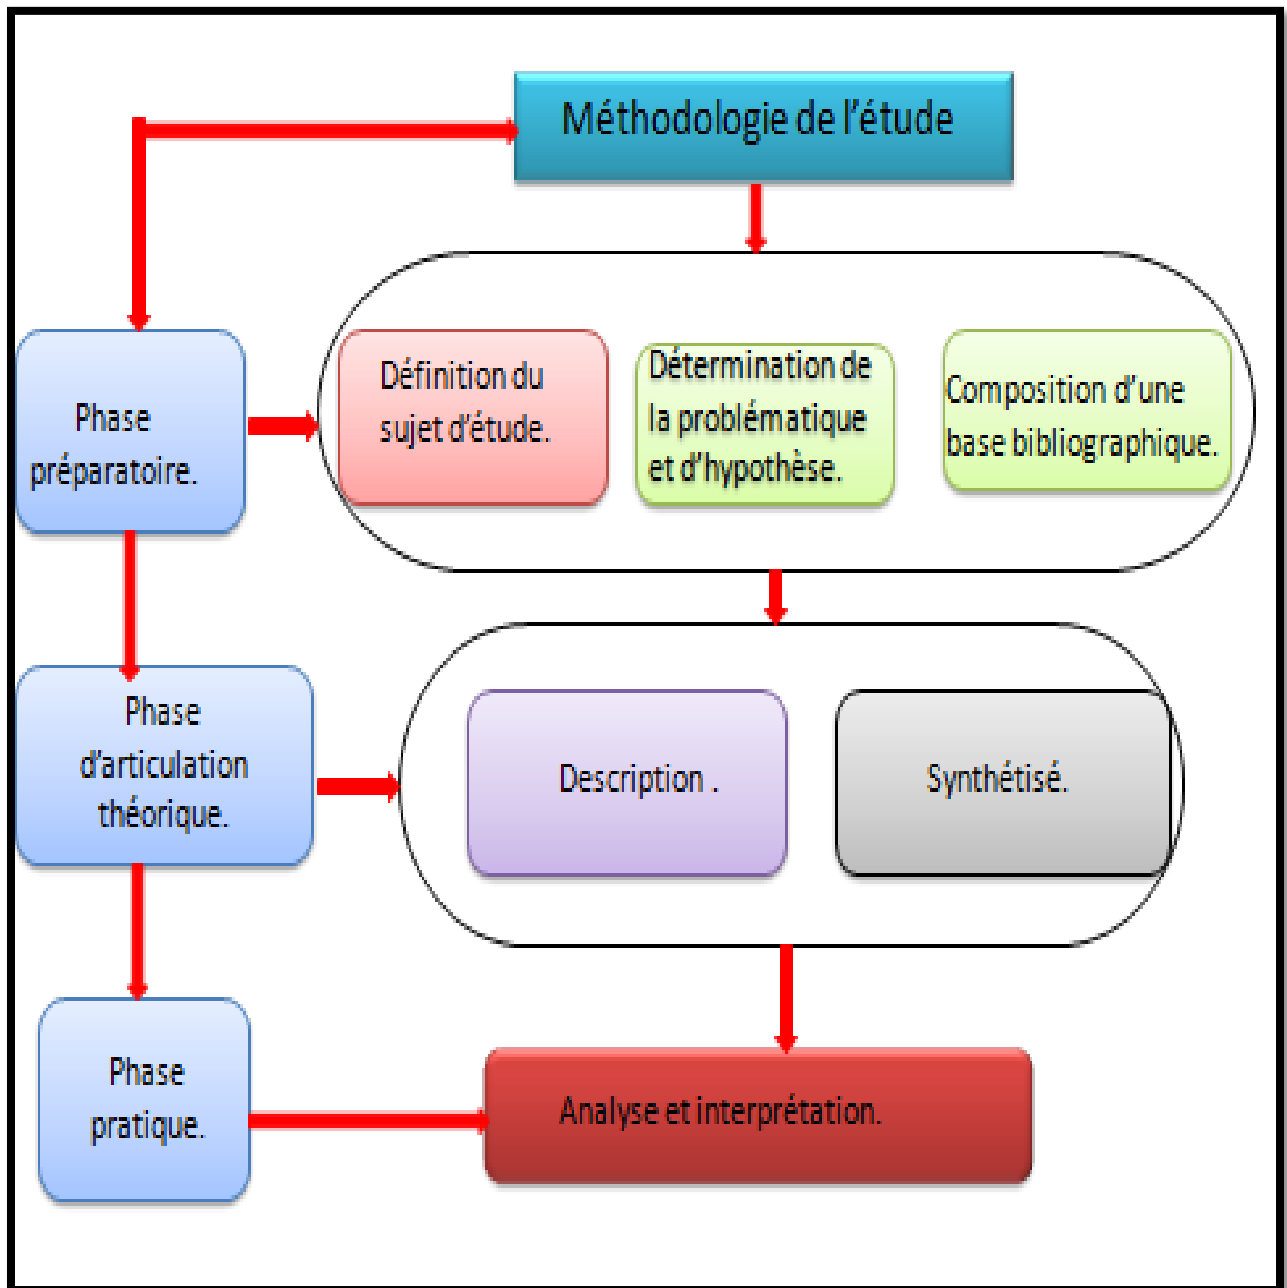 Méthodologie de l'étude
Phase
préparatoire.
Définition du
sujet d'étude.
Détermination de
la problématique
et d'hypothèse.
Composition d'une
base bibliographique.
Phase
d'articulation
théorique.
Description .
Synthétisé.
Phase
pratique.
Analyse et interprétation.